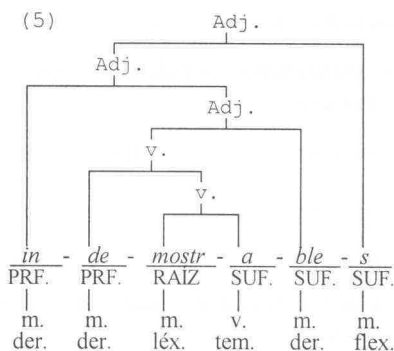 (5) Adj.
Adj.
Adj.
v.
v.
in - de - mostr - a - ble - s
PRF. PRF. RAÍZ SUF. SUF. SUF.
m. m. m. v. m. m.
der. der. léx. tem. der. flex.